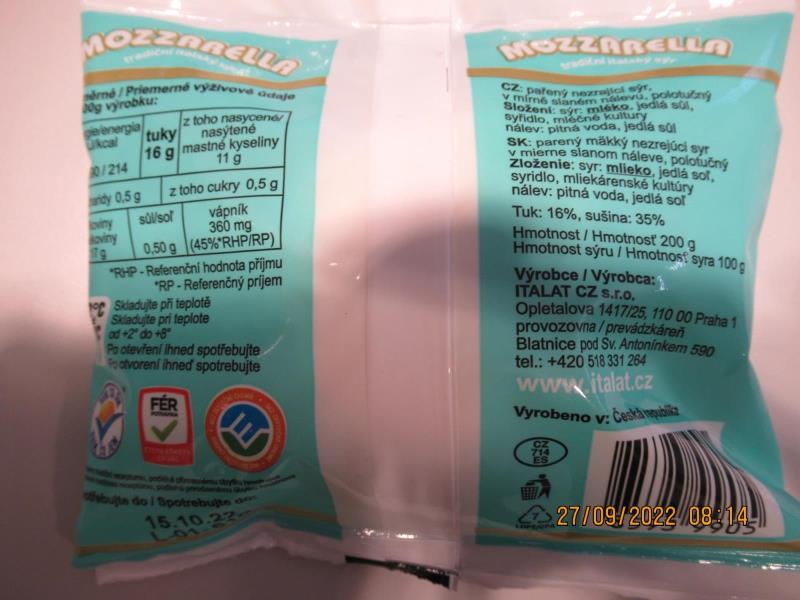 MOZZARELLA
tradiční italský sýr
/ Priemerné výživové údaje
výrobku:
tuky
16 g
z toho nasycené/
nasýtené
mastné kyseliny
11 g
/ 214
0,5 g
z toho cukry 0,5 g
sůl/soľ
0,50 g
vápník
360 mg
(45%*RHP/RP)
*RHP - Referenční hodnota příjmu
*RP - Referenčný príjem
Skladujte při teplotě
Skladujte pri teplote
od +2° do +8°
Po otevření ihned spotřebujte
Po otvorení ihneď spotrebujte
FÉR
POTRAVINA
do / Spotrebujte do:
15.10.22
MOZZARELLA
tradiční italský sýr
CZ: pařený nezrající sýr,
v mírně slaném nálevu, polotučný
Složení: sýr: mléko, jedlá sůl,
syřidlo, mléčné kultury
nálev: pitná voda, jedlá sůl
SK: parený mäkký nezrejúci syr
v mierne slanom náleve, polotučný
Zloženie: syr: mlieko, jedlá soľ,
syridlo, mliekárenské kultúry
nálev: pitná voda, jedlá soľ
Tuk: 16%, sušina: 35%
Hmotnost / Hmotnosť 200 g
Hmotnost sýru / Hmotnosť syra 100 g
Výrobce / Výrobca:
ITALAT CZ s.r.o.
Opletalova 1417/25, 110 00 Praha 1
provozovna / prevádzkáreň
Blatnice pod Sv. Antonínkem 590
tel.: +420 518 331 264
www.italat.cz
Vyrobeno v: Česká republika
CZ
714
ES
7
27/09/2022 08:14